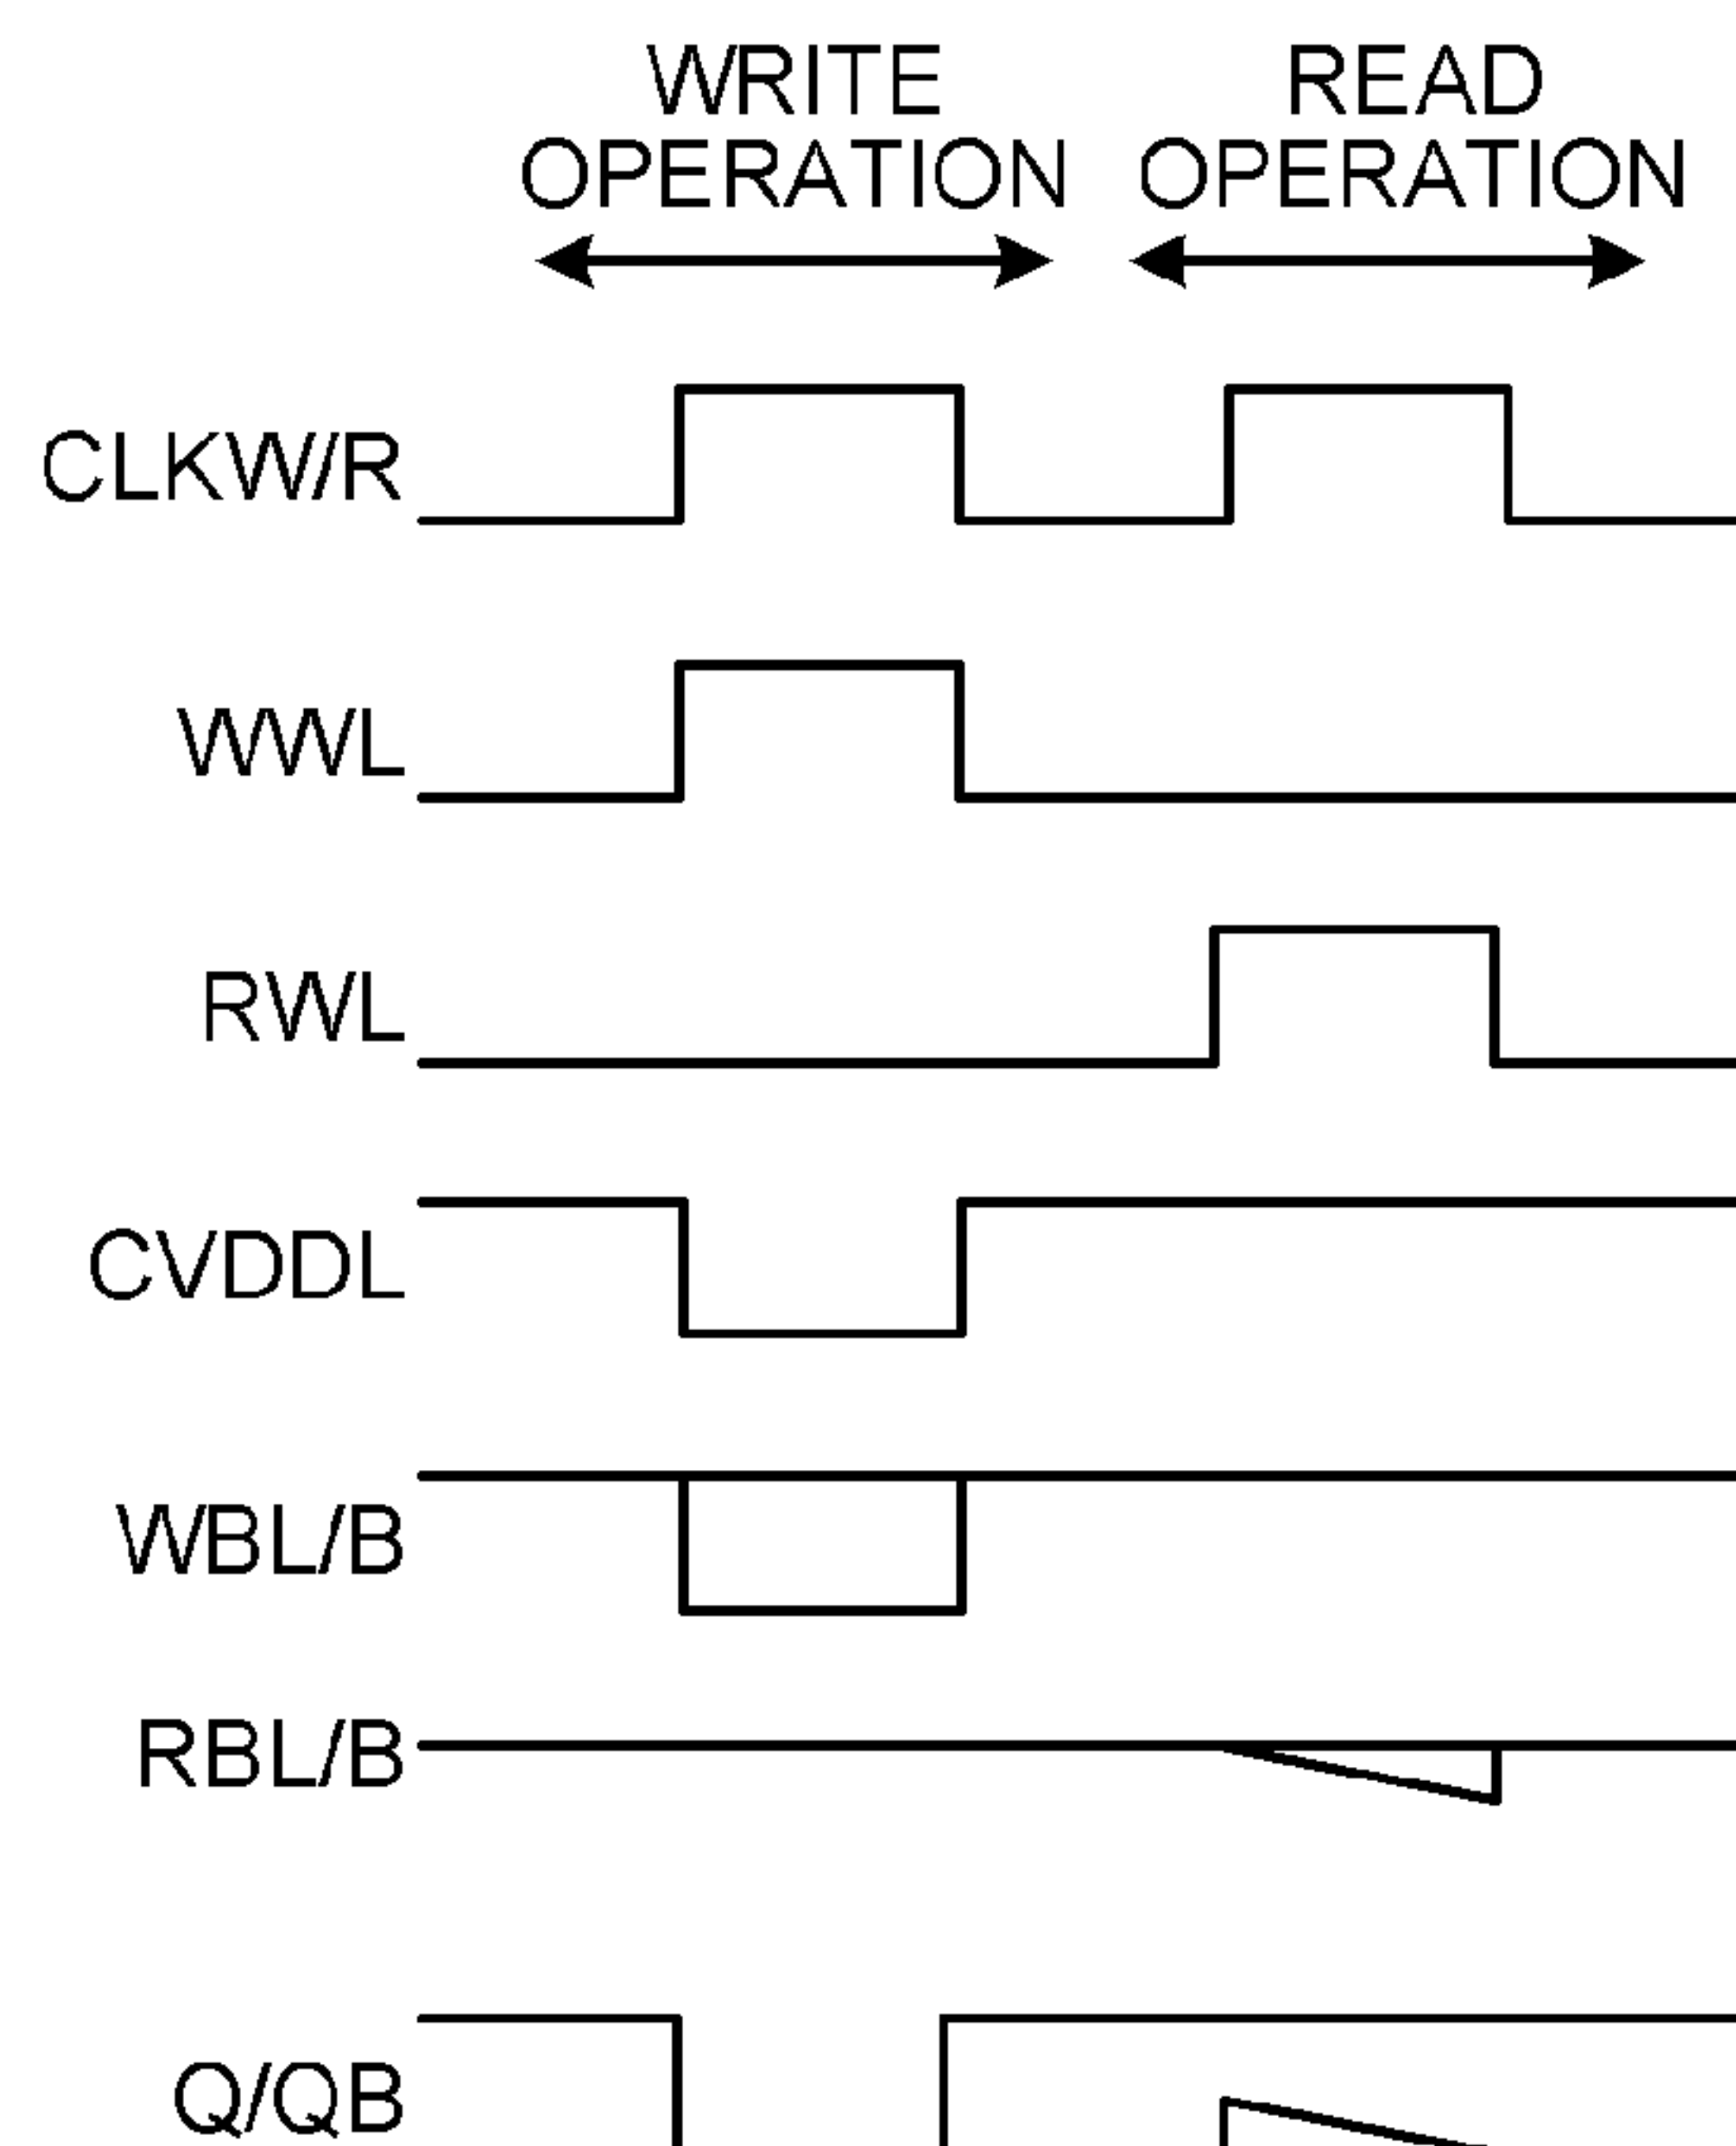 WRITE
OPERATION
READ
OPERATION
CLKW/R
WWL
RWL
CVDDL
WBL/B
RBL/B
Q/QB